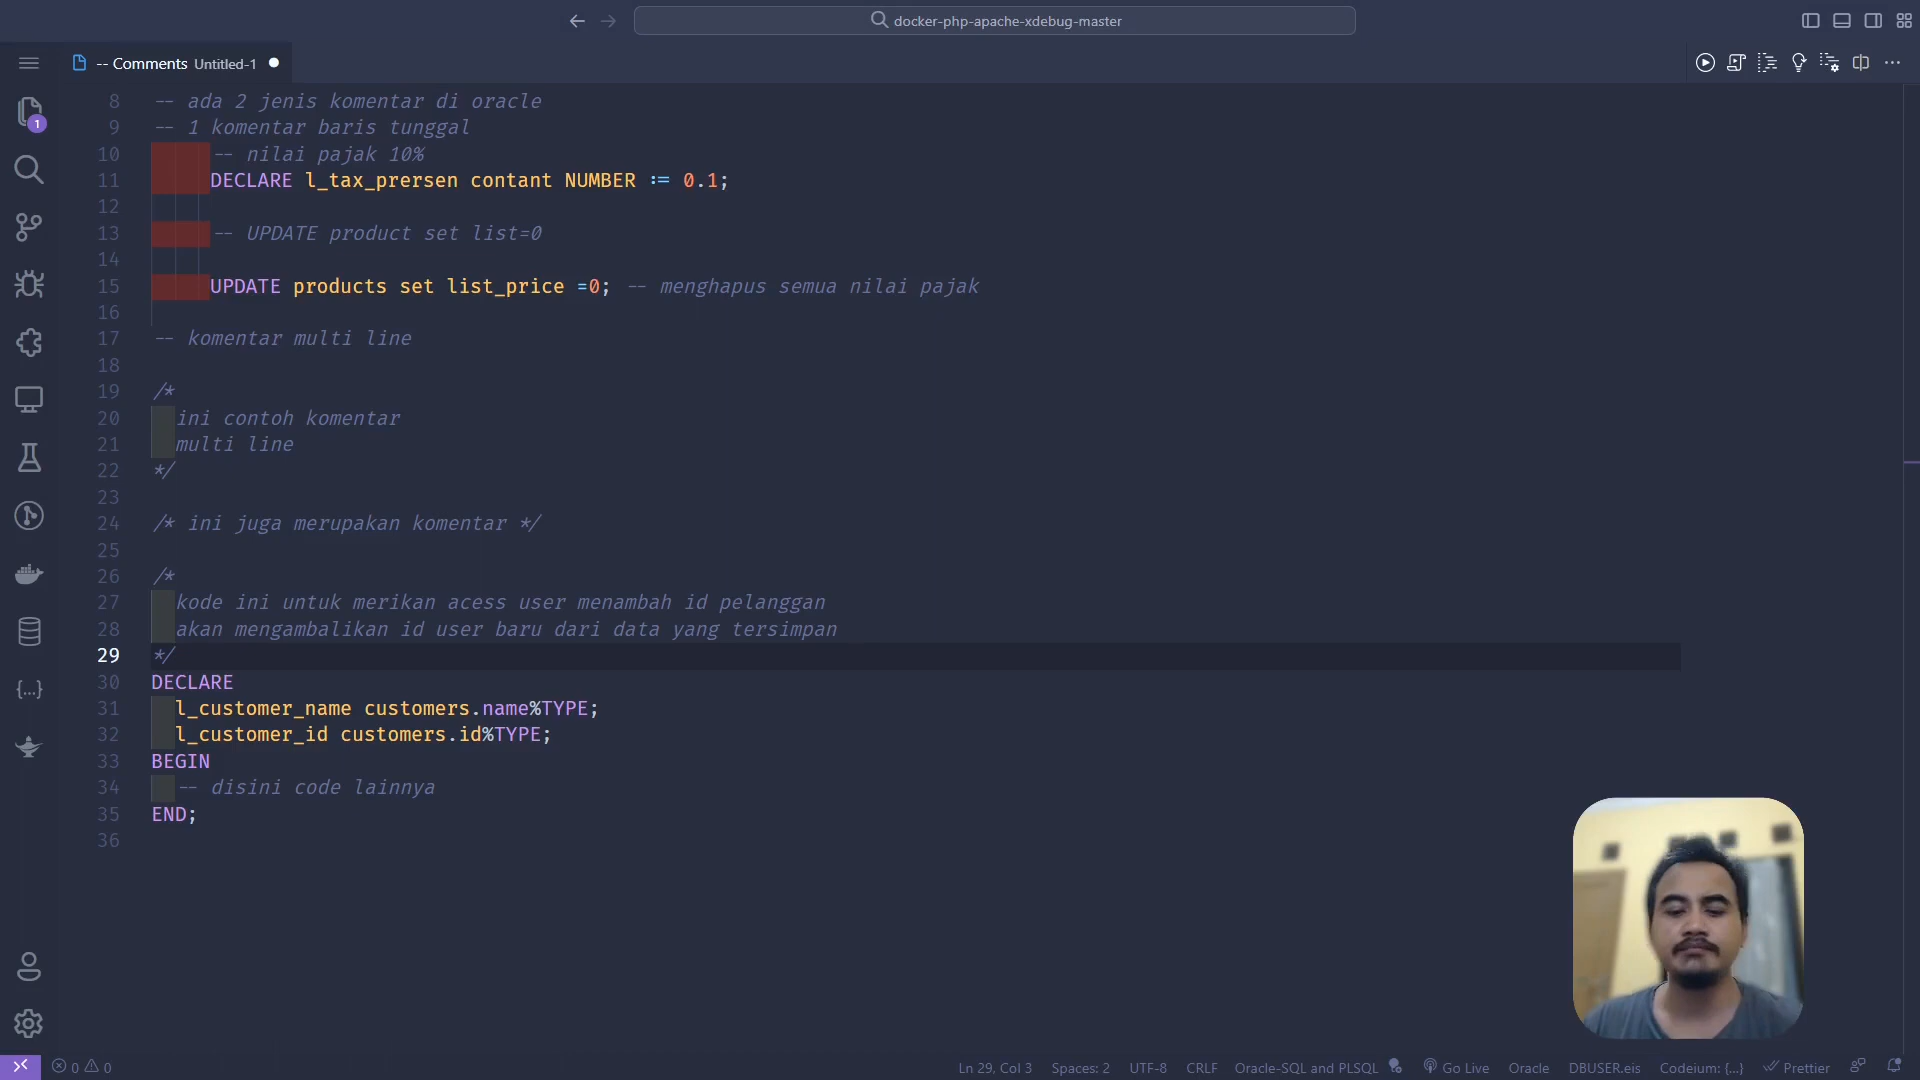 docker-php-apache-xdebug-master
-- Comments Untitled-1
1
8 -- ada 2 jenis komentar di oracle
9 -- 1 komentar baris tunggal
10 -- nilai pajak 10%
11 DECLARE l_tax_prersen contant NUMBER := 0.1;
12
13 -- UPDATE product set list=0
14
15 UPDATE products set list_price =0; -- menghapus semua nilai pajak
16
17 -- komentar multi line
18
19 /*
20 ini contoh komentar
21 multi line
22 */
23
24 /* ini juga merupakan komentar */
25
26 /*
27 kode ini untuk merikan acess user menambah id pelanggan
28 akan mengambalikan id user baru dari data yang tersimpan
29 */
30 DECLARE
31 l_customer_name customers.name%TYPE;
32 l_customer_id customers.id%TYPE;
33 BEGIN
34 -- disini code lainnya
35 END;
36
0 0 Ln 29, Col 3 Spaces: 2 UTF-8 CRLF Oracle-SQL and PLSQL Go Live Oracle DBUSER.eis Codeium: {...} Prettier